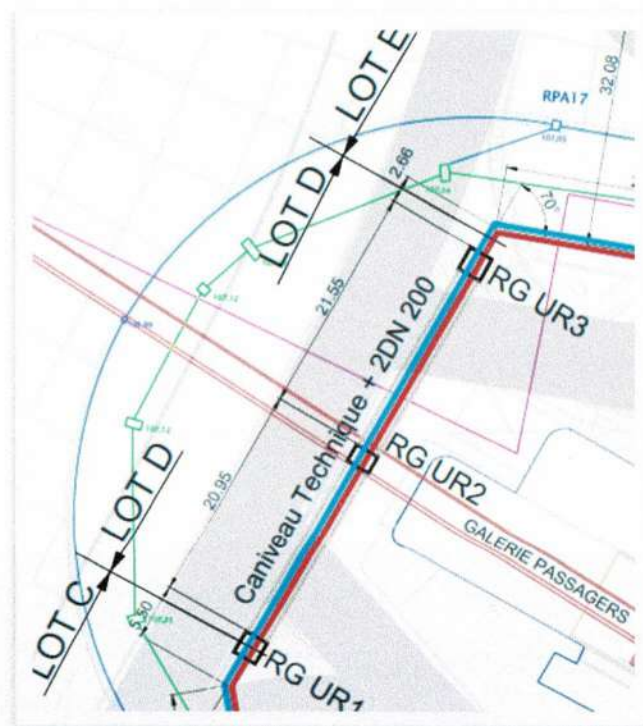 LOT E
LOT D
32.08
RPA17
2.66
70°
21.55
RG UR3
Caniveau Technique + 2DN 200
RG UR2
20.95
LOT D
LOT C
GALERIE PASSAGERS
5.50
RG UR1